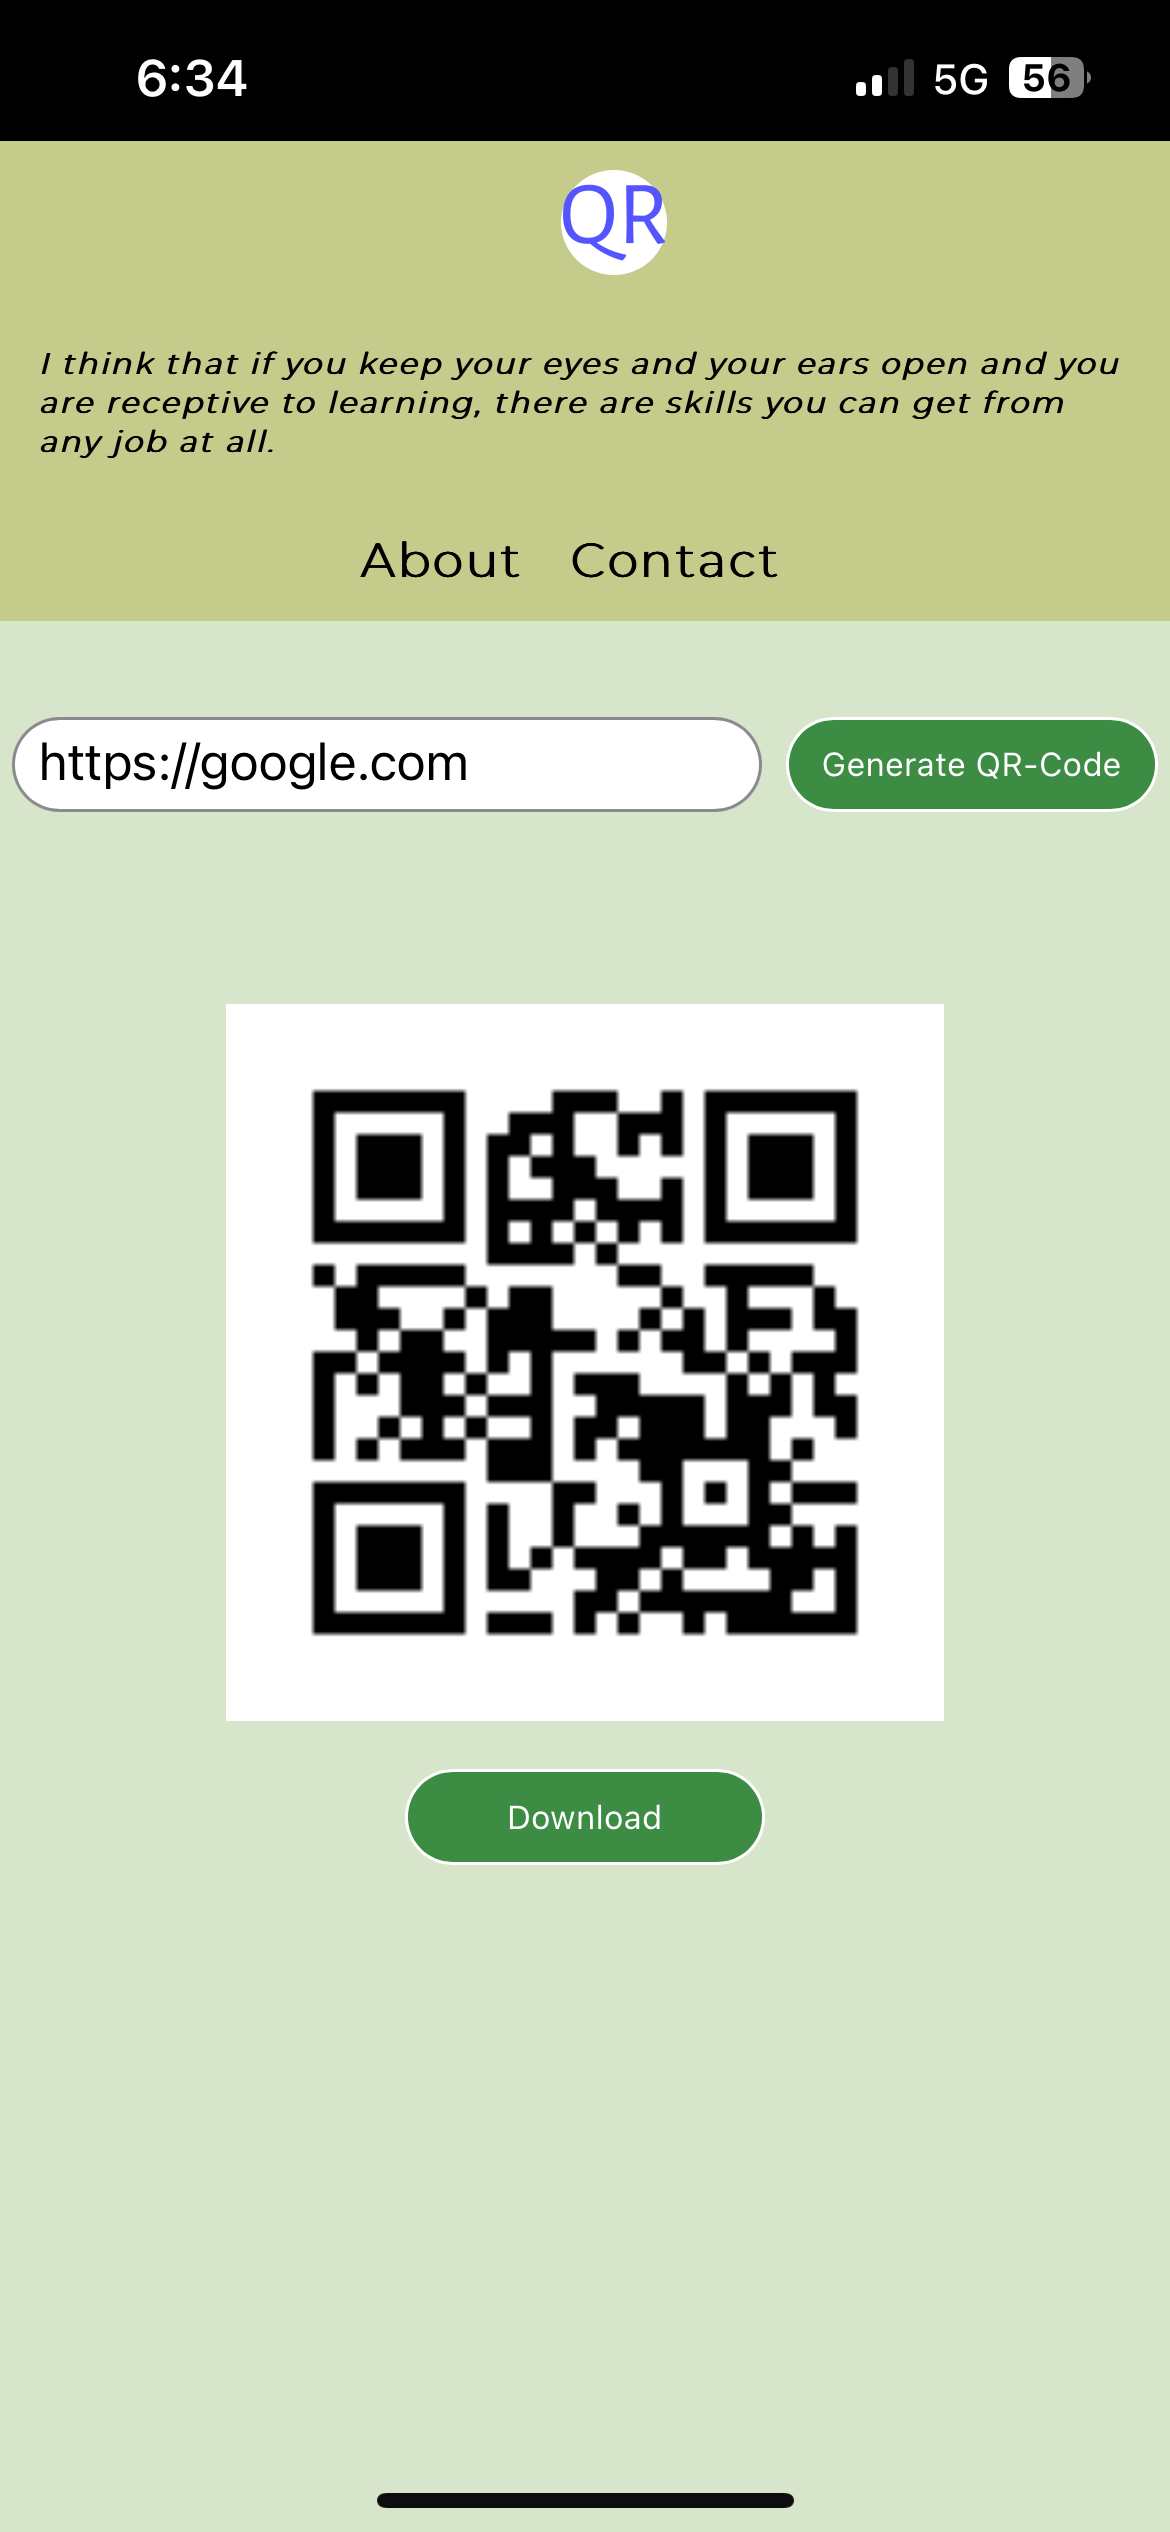 6:34
5G 56
QR
I think that if you keep your eyes and your ears open and you
are receptive to learning, there are skills you can get from
any job at all.
About Contact
https://google.com Generate QR-Code
Download